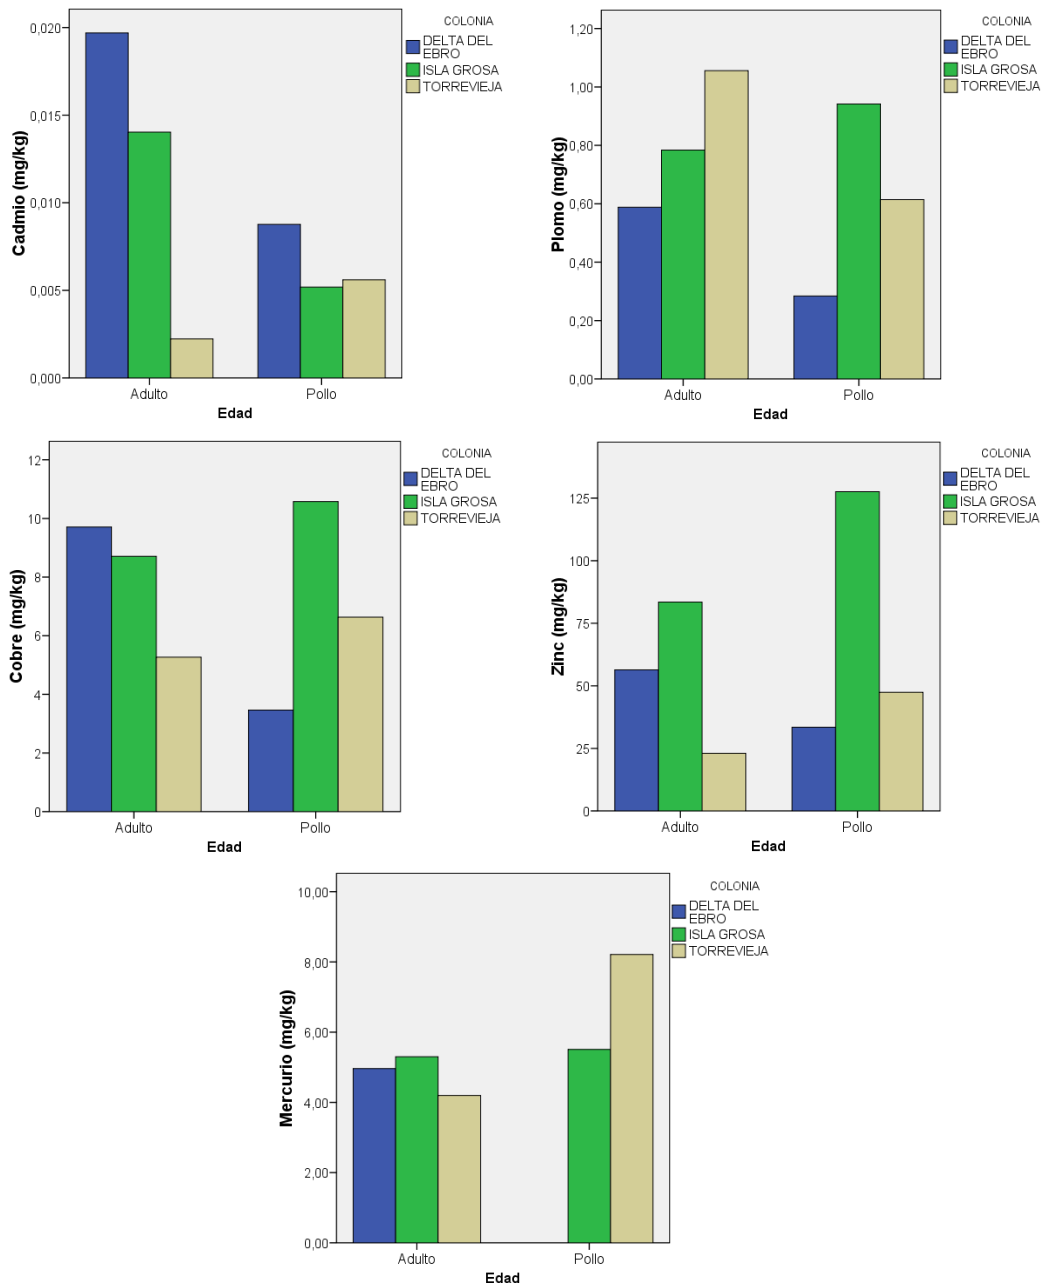 COLONIA
DELTA DEL
EBRO
ISLA GROSA
TORREVIEJA
Cadmio (mg/kg)
0,020
0,015
0,010
0,005
0,000
Adulto
Pollo
Edad
COLONIA
DELTA DEL
EBRO
ISLA GROSA
TORREVIEJA
Plomo (mg/kg)
1,20
1,00
0,80
0,60
0,40
0,20
0,00
Adulto
Pollo
Edad
COLONIA
DELTA DEL
EBRO
ISLA GROSA
TORREVIEJA
Cobre (mg/kg)
12
10
8
6
4
2
0
Adulto
Pollo
Edad
COLONIA
DELTA DEL
EBRO
ISLA GROSA
TORREVIEJA
Zinc (mg/kg)
125
100
75
50
25
0
Adulto
Pollo
Edad
COLONIA
DELTA DEL
EBRO
ISLA GROSA
TORREVIEJA
Mercurio (mg/kg)
10,00
8,00
6,00
4,00
2,00
0,00
Adulto
Pollo
Edad